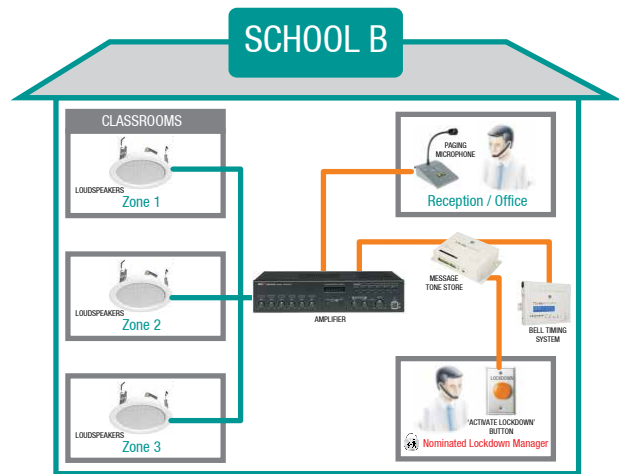 SCHOOL B
CLASSROOMS
LOUDSPEAKERS
Zone 1
LOUDSPEAKERS
Zone 2
LOUDSPEAKERS
Zone 3
AMPLIFIER
PAGING
MICROPHONE
Reception / Office
MESSAGE
TONE STORE
BELL TIMING
SYSTEM
LOCKDOWN
'ACTIVATE LOCKDOWN'
BUTTON
Nominated Lockdown Manager